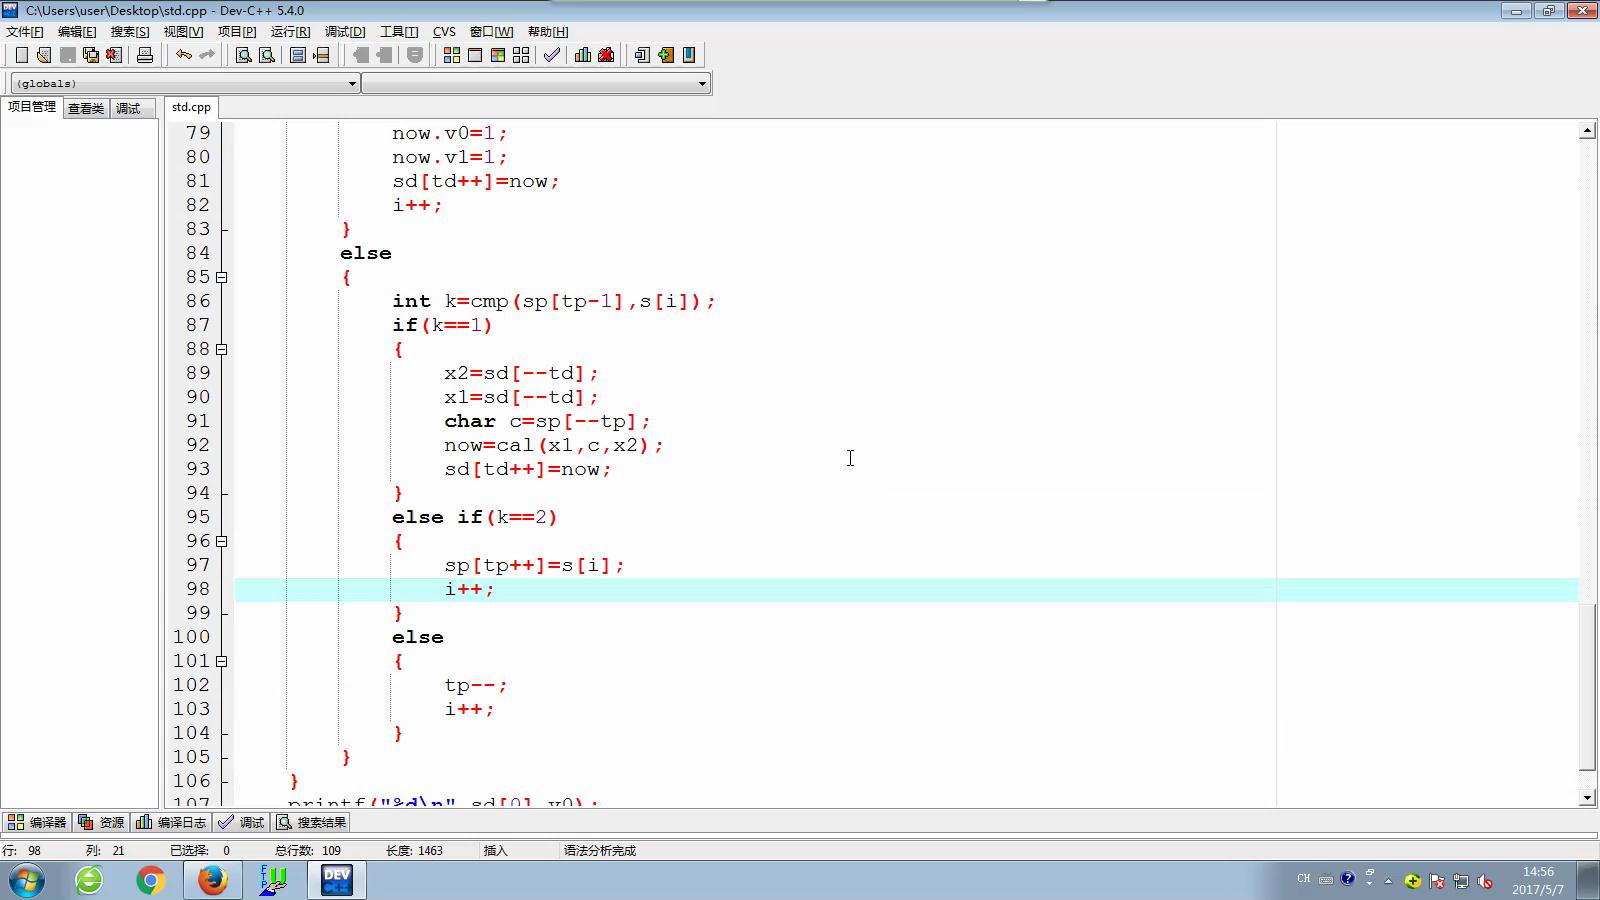 C:\Users\user\Desktop\std.cpp - Dev-C++ 5.4.0
文件[F] 编辑[E] 搜索[S] 视图[V] 项目[P] 运行[R] 调试[D] 工具[T] CVS 窗口[W] 帮助[H]
(globals)
项目管理 查看类 调试 std.cpp
79 now.v0=1;
80 now.v1=1;
81 sd[td++]=now;
82 i++;
83 }
84 else
85 {
86 int k=cmp(sp[tp-1],s[i]);
87 if(k==1)
88 {
89 x2=sd[--td];
90 x1=sd[--td];
91 char c=sp[--tp];
92 now=cal(x1,c,x2);
93 sd[td++]=now;
94 }
95 else if(k==2)
96 {
97 sp[tp++]=s[i];
98 i++;
99 }
100 else
101 {
102 tp--;
103 i++;
104 }
105 }
106 }
107 printf("%d\n",sd[0].v0);
编译器 资源 编译日志 调试 搜索结果
行: 98 列: 21 已选择: 0 总行数: 109 长度: 1463 插入 语法分析完成
FTP DEV CH 14:56
2017/5/7